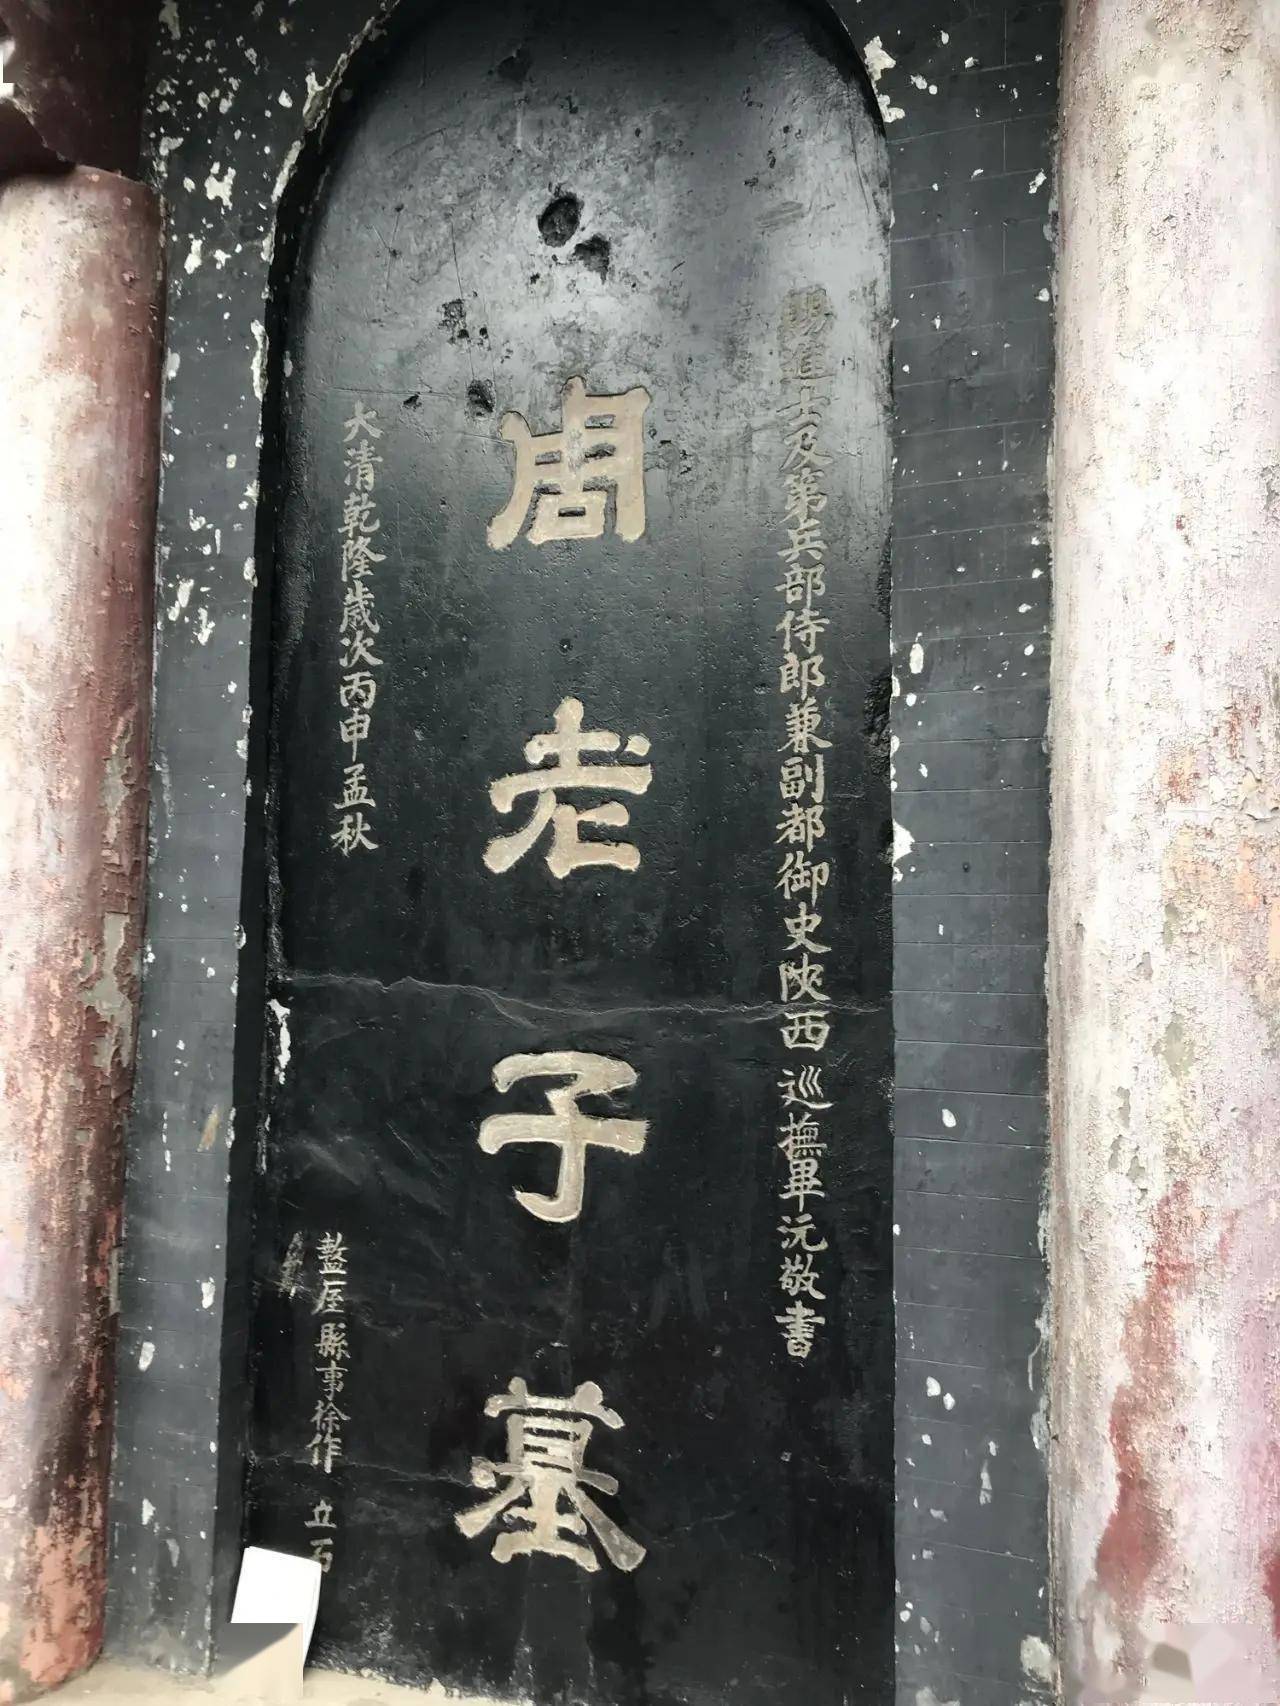 賜進士及第兵部侍郎兼副都御史陝西巡撫畢沅敬書
周老子墓
大清乾隆歲次丙申孟秋
盩厔縣事徐作 立石